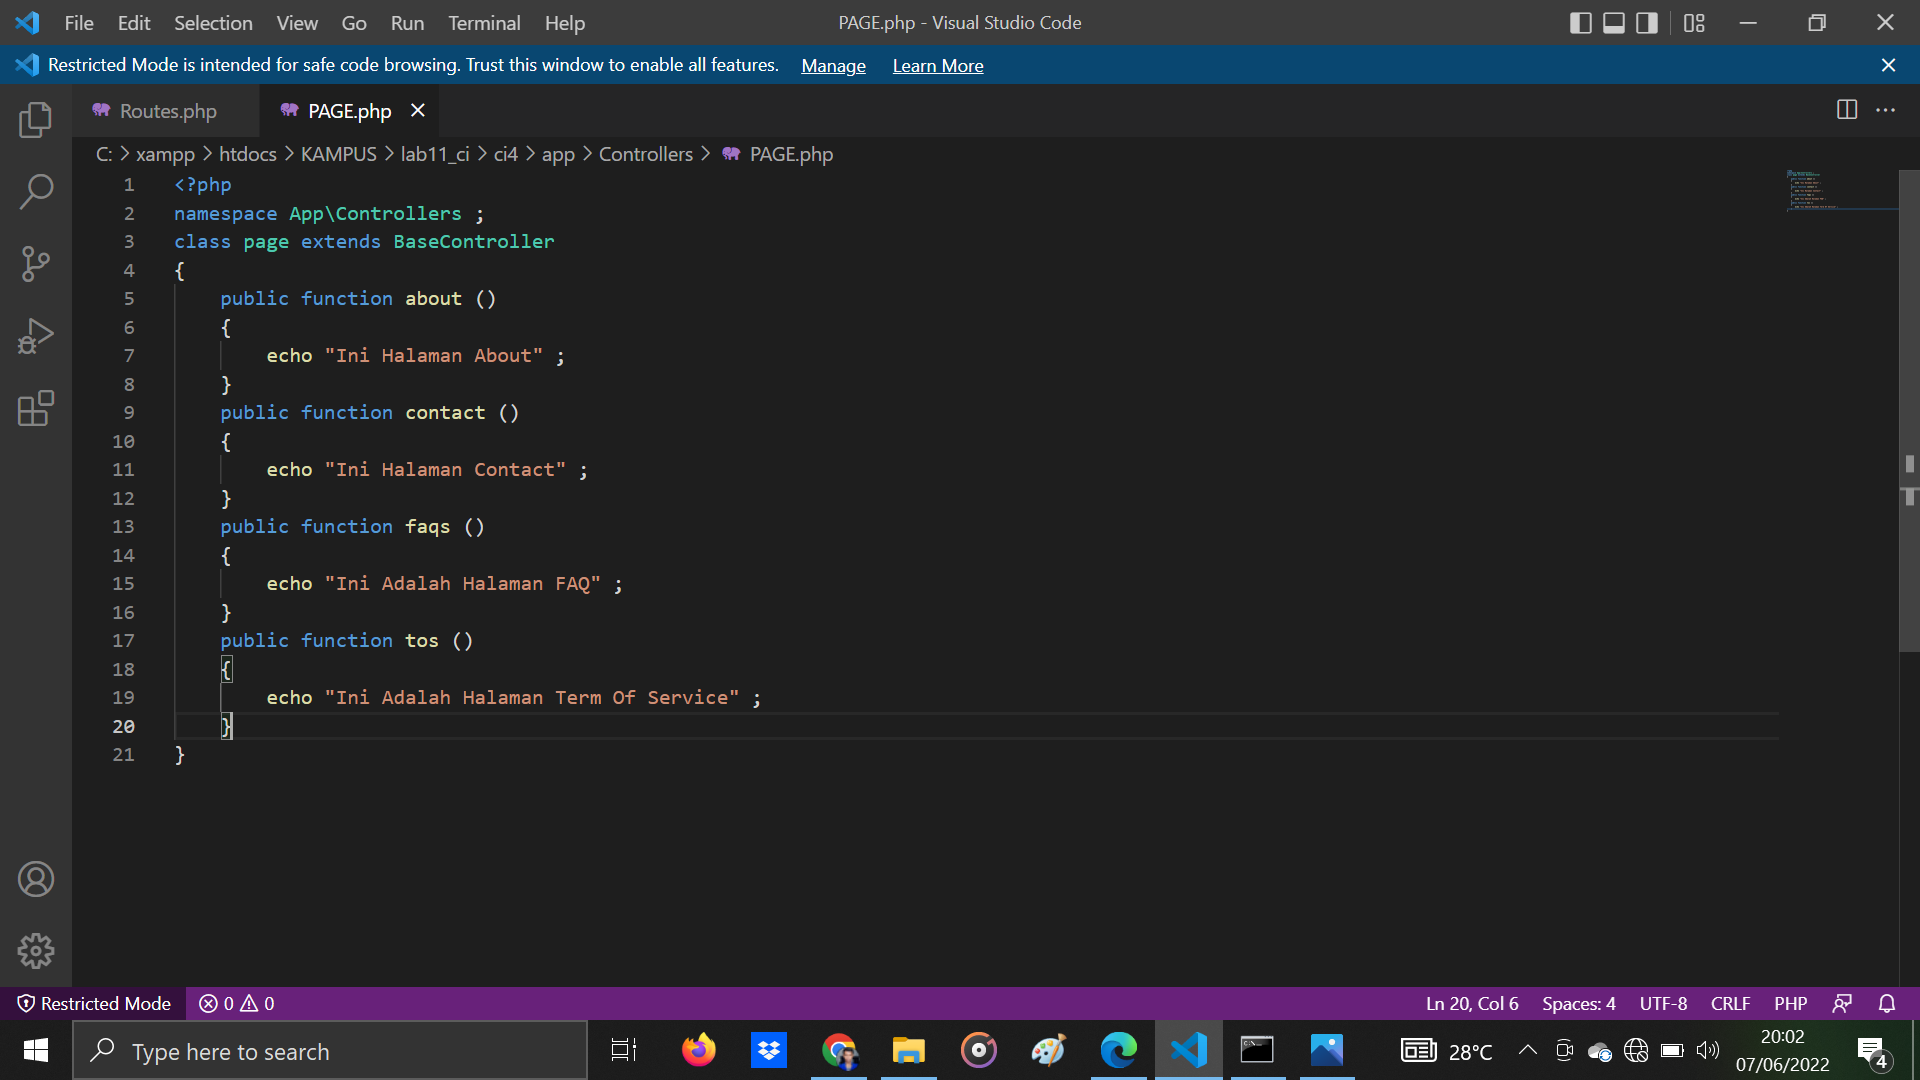 File Edit Selection View Go Run Terminal Help PAGE.php - Visual Studio Code
Restricted Mode is intended for safe code browsing. Trust this window to enable all features. Manage Learn More
Routes.php PAGE.php
C: > xampp > htdocs > KAMPUS > lab11_ci > ci4 > app > Controllers > PAGE.php
1 <?php
2 namespace App\Controllers ;
3 class page extends BaseController
4 {
5 public function about ()
6 {
7 echo "Ini Halaman About" ;
8 }
9 public function contact ()
10 {
11 echo "Ini Halaman Contact" ;
12 }
13 public function faqs ()
14 {
15 echo "Ini Adalah Halaman FAQ" ;
16 }
17 public function tos ()
18 {
19 echo "Ini Adalah Halaman Term Of Service" ;
20 }
21 }
Restricted Mode 0 0 Ln 20, Col 6 Spaces: 4 UTF-8 CRLF PHP
Type here to search 28°C 20:02
07/06/2022 4